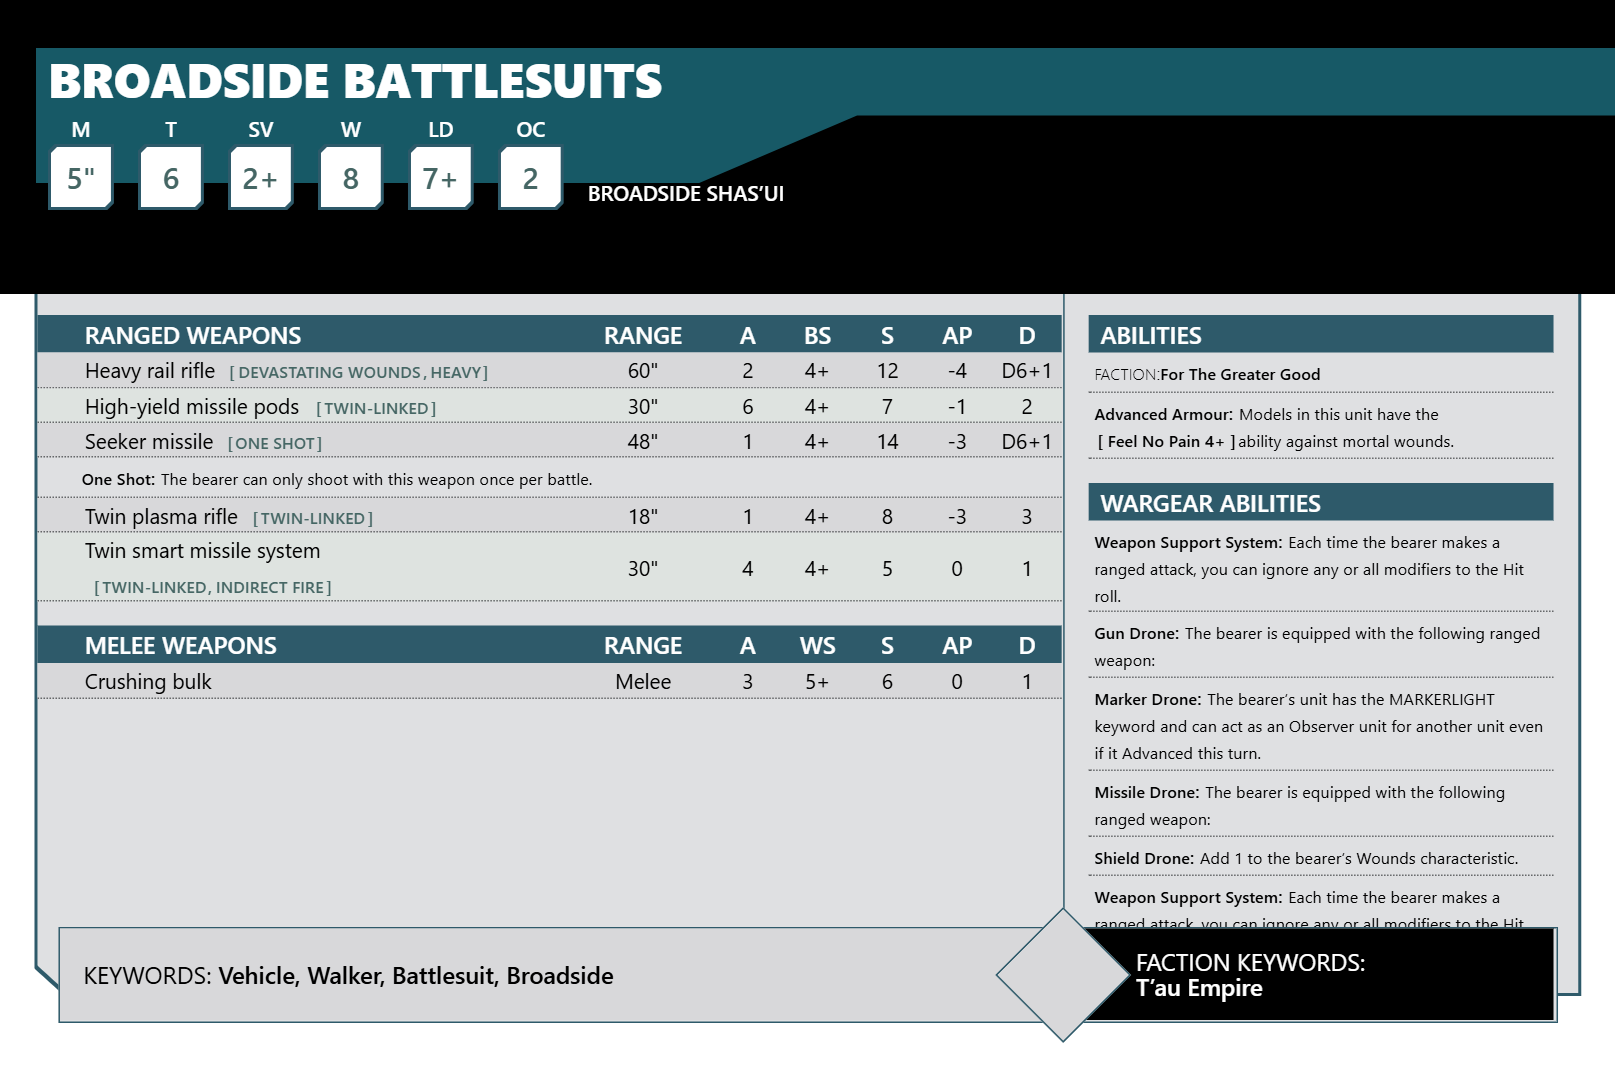 BROADSIDE BATTLESUITS
M T SV W LD OC
5" 6 2+ 8 7+ 2
BROADSIDE SHAS’UI
RANGED WEAPONS RANGE A BS S AP D
Heavy rail rifle [DEVASTATING WOUNDS, HEAVY] 60" 2 4+ 12 -4 D6+1
High-yield missile pods [TWIN-LINKED] 30" 6 4+ 7 -1 2
Seeker missile [ONE SHOT] 48" 1 4+ 14 -3 D6+1
One Shot: The bearer can only shoot with this weapon once per battle.
Twin plasma rifle [TWIN-LINKED] 18" 1 4+ 8 -3 3
Twin smart missile system
[TWIN-LINKED, INDIRECT FIRE] 30" 4 4+ 5 0 1
MELEE WEAPONS RANGE A WS S AP D
Crushing bulk Melee 3 5+ 6 0 1
ABILITIES
FACTION:For The Greater Good
Advanced Armour: Models in this unit have the
[ Feel No Pain 4+ ] ability against mortal wounds.
WARGEAR ABILITIES
Weapon Support System: Each time the bearer makes a
ranged attack, you can ignore any or all modifiers to the Hit
roll.
Gun Drone: The bearer is equipped with the following ranged
weapon:
Marker Drone: The bearer’s unit has the MARKERLIGHT
keyword and can act as an Observer unit for another unit even
if it Advanced this turn.
Missile Drone: The bearer is equipped with the following
ranged weapon:
Shield Drone: Add 1 to the bearer’s Wounds characteristic.
Weapon Support System: Each time the bearer makes a
ranged attack, you can ignore any or all modifiers to the Hit
KEYWORDS: Vehicle, Walker, Battlesuit, Broadside
FACTION KEYWORDS:
T’au Empire